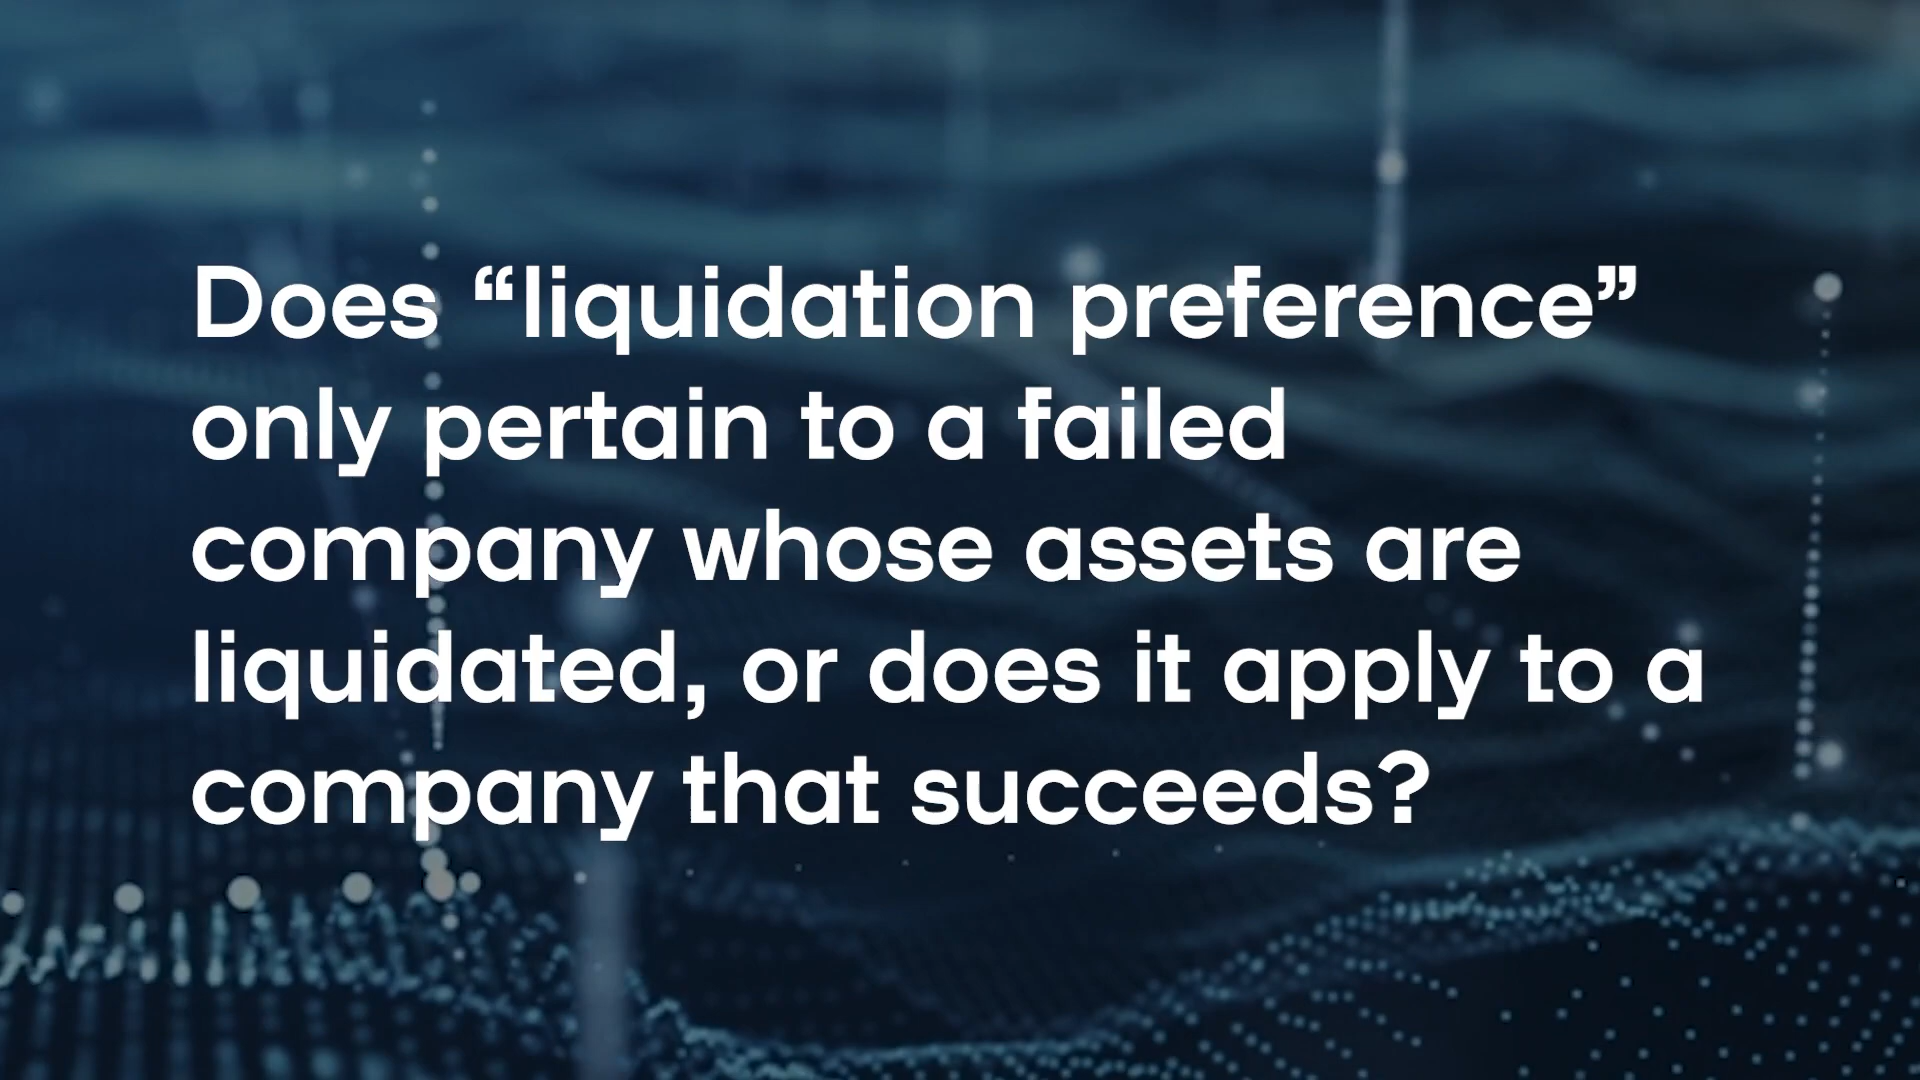 Does “liquidation preference”
only pertain to a failed
company whose assets are
liquidated, or does it apply to a
company that succeeds?